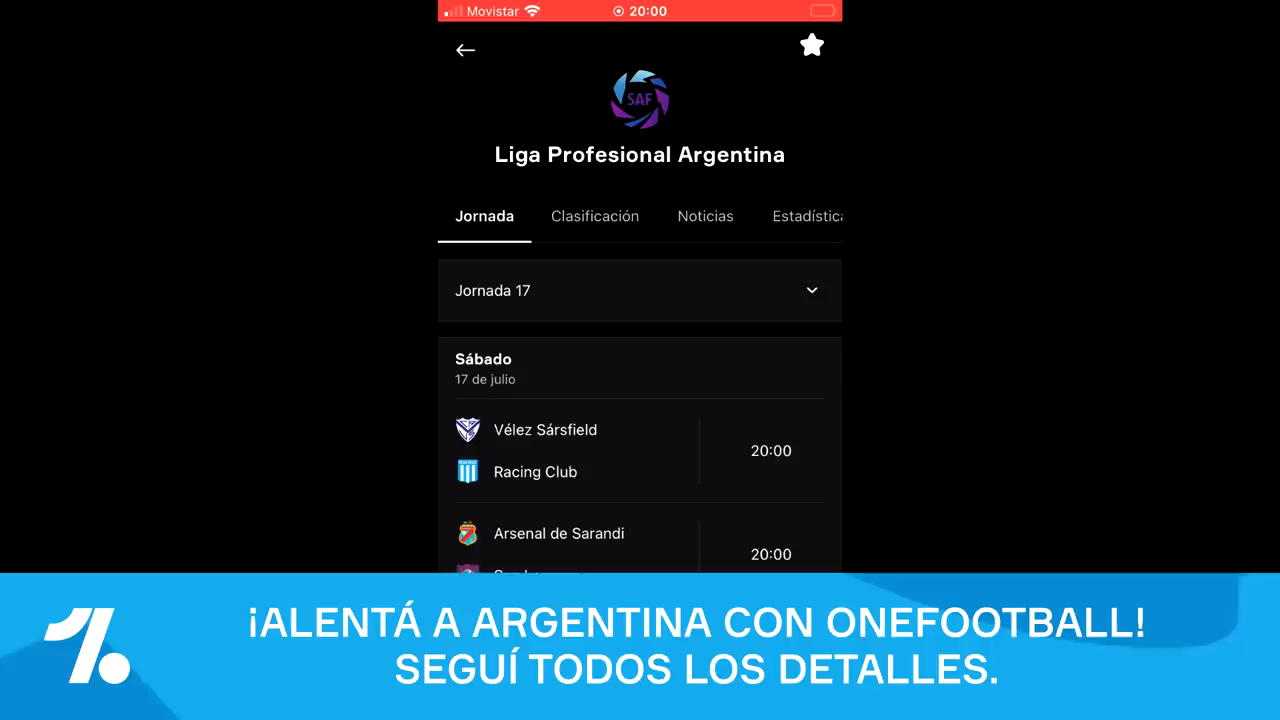 Movistar 20:00
SAF
Liga Profesional Argentina
Jornada Clasificación Noticias Estadística
Jornada 17
Sábado
17 de julio
Vélez Sársfield
20:00
Racing Club
Arsenal de Sarandi
20:00
¡ALENTÁ A ARGENTINA CON ONEFOOTBALL!
SEGUÍ TODOS LOS DETALLES.